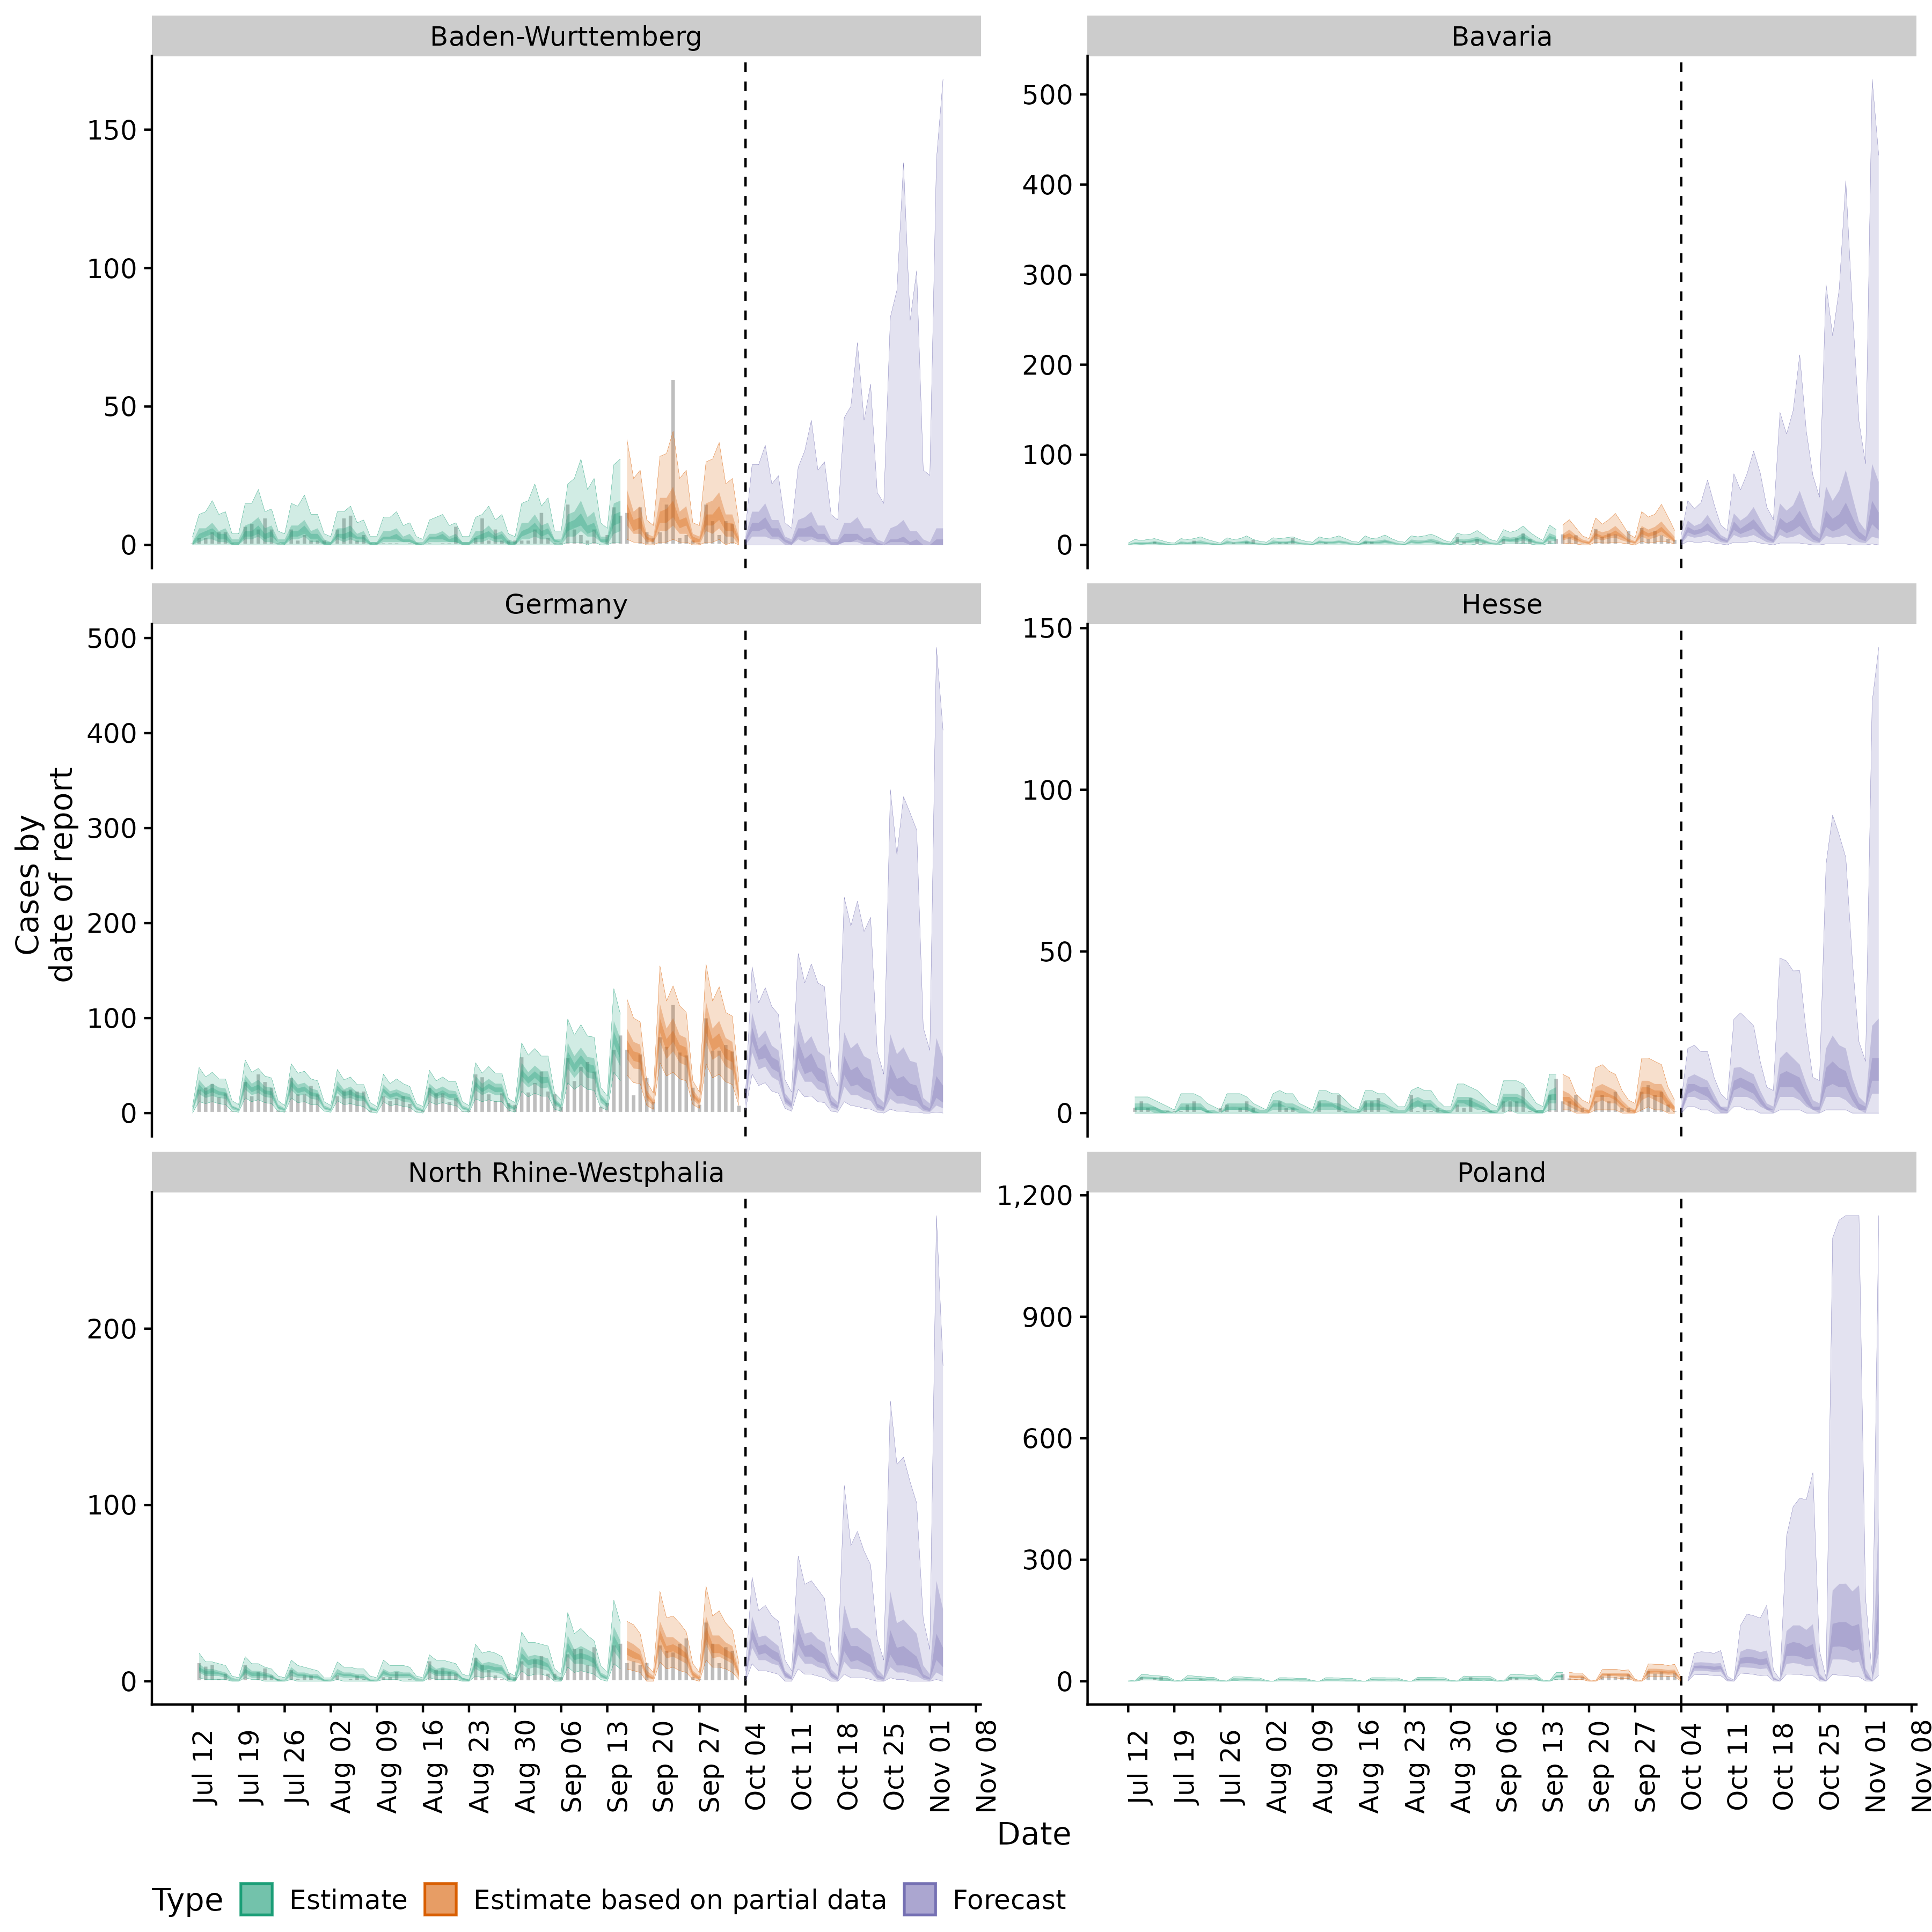 Baden-Wurttemberg
150
100
50
0
Bavaria
500
400
300
200
100
0
Germany
500
400
300
200
100
0
Hesse
150
100
50
0
Cases by
date of report
North Rhine-Westphalia
200
100
0
Poland
1,200
900
600
300
0
Jul 12 Jul 19 Jul 26 Aug 02 Aug 09 Aug 16 Aug 23 Aug 30 Sep 06 Sep 13 Sep 20 Sep 27 Oct 04 Oct 11 Oct 18 Oct 25 Nov 01 Nov 08
Jul 12 Jul 19 Jul 26 Aug 02 Aug 09 Aug 16 Aug 23 Aug 30 Sep 06 Sep 13 Sep 20 Sep 27 Oct 04 Oct 11 Oct 18 Oct 25 Nov 01 Nov 08
Date
Type Estimate Estimate based on partial data Forecast